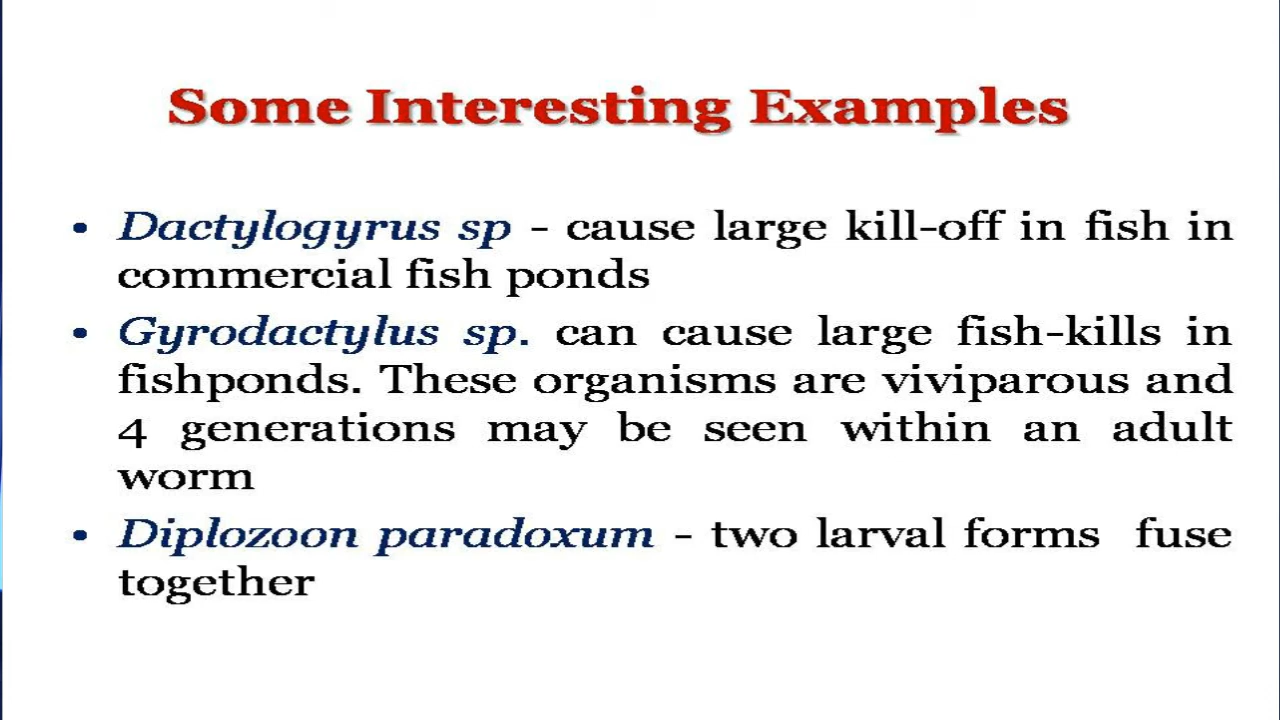 Some Interesting Examples
• Dactylogyrus sp - cause large kill-off in fish in
commercial fish ponds
• Gyrodactylus sp. can cause large fish-kills in
fishponds. These organisms are viviparous and
4 generations may be seen within an adult
worm
• Diplozoon paradoxum - two larval forms fuse
together